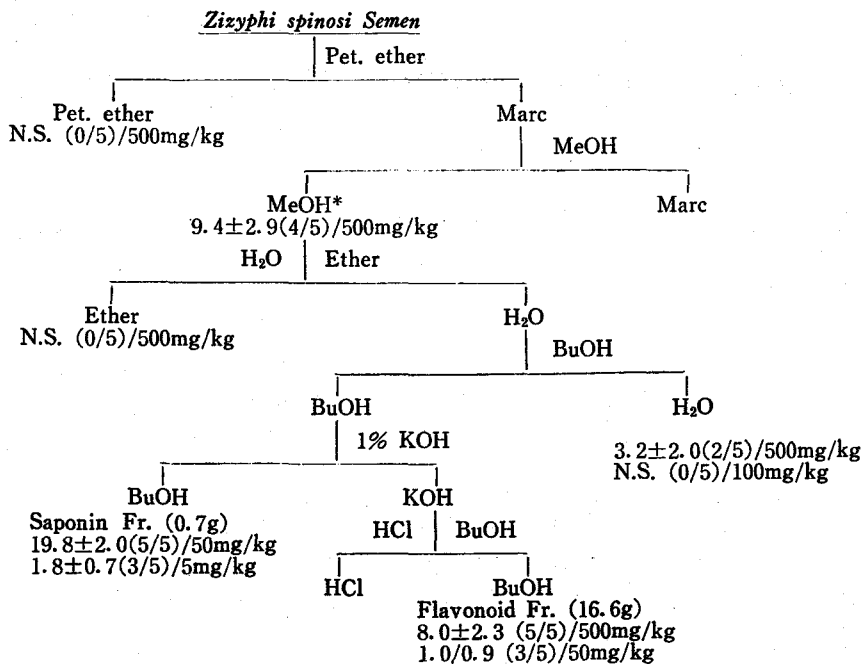 Zizyphi spinosi Semen
Pet. ether
Pet. ether
N.S. (0/5)/500mg/kg
Marc
MeOH
MeOH*
9.4±2.9(4/5)/500mg/kg
Marc
H₂O Ether
Ether
N.S. (0/5)/500mg/kg
H₂O
BuOH
BuOH
H₂O
1% KOH
3.2±2.0(2/5)/500mg/kg
N.S. (0/5)/100mg/kg
BuOH
Saponin Fr. (0.7g)
19.8±2.0(5/5)/50mg/kg
1.8±0.7(3/5)/5mg/kg
KOH
HCl BuOH
HCl
BuOH
Flavonoid Fr. (16.6g)
8.0±2.3 (5/5)/500mg/kg
1.0/0.9 (3/5)/50mg/kg